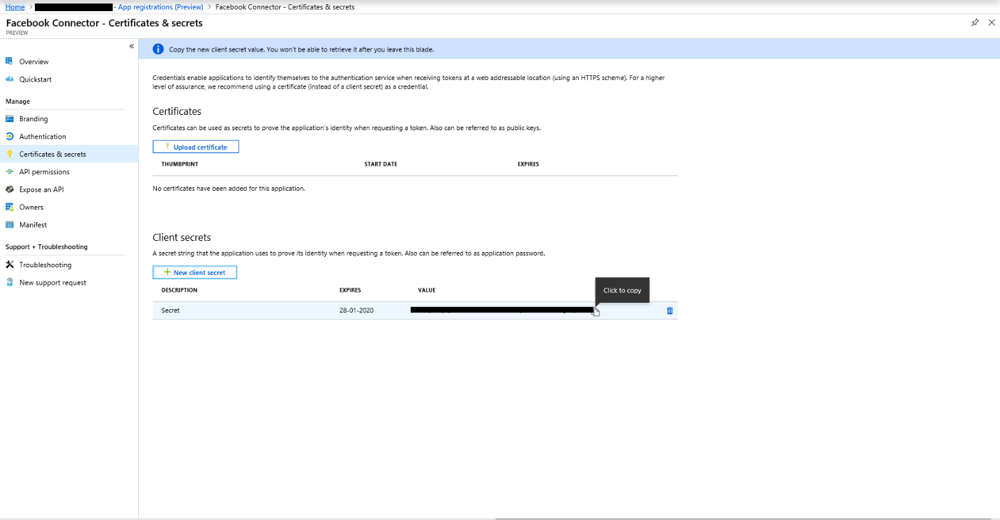 Home > - App registrations (Preview) > Facebook Connector - Certificates & secrets
Facebook Connector - Certificates & secrets
PREVIEW
«
Overview
Quickstart
Manage
Branding
Authentication
Certificates & secrets
API permissions
Expose an API
Owners
Manifest
Support + Troubleshooting
Troubleshooting
New support request
Copy the new client secret value. You won't be able to retrieve it after you leave this blade.
Credentials enable applications to identify themselves to the authentication service when receiving tokens at a web addressable location (using an HTTPS scheme). For a higher
level of assurance, we recommend using a certificate (instead of a client secret) as a credential.
Certificates
Certificates can be used as secrets to prove the application's identity when requesting a token. Also can be referred to as public keys.
Upload certificate
THUMBPRINT START DATE EXPIRES
No certificates have been added for this application.
Client secrets
A secret string that the application uses to prove its identity when requesting a token. Also can be referred to as application password.
New client secret
DESCRIPTION EXPIRES VALUE
Click to copy
Secret 28-01-2020